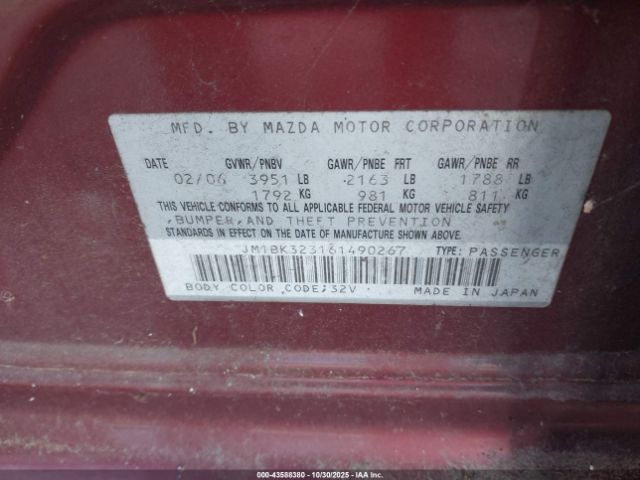 MFD. BY MAZDA MOTOR CORPORATION
DATE GVWR/PNBV GAWR/PNBE FRT GAWR/PNBE RR
02/06 3951 LB 2163 LB 1788 LB
1792 KG 981 KG 811 KG
THIS VEHICLE CONFORMS TO ALL APPLICABLE FEDERAL MOTOR VEHICLE SAFETY
, BUMPER, AND THEFT PREVENTION
STANDARDS IN EFFECT ON THE DATE OF MANUFACTURE SHOWN ABOVE.
JM1BK323161490267 TYPE: PASSENGER
BODY COLOR CODE: 32V MADE IN JAPAN
000-43588380 - 10/30/2025 - IAAI Inc.